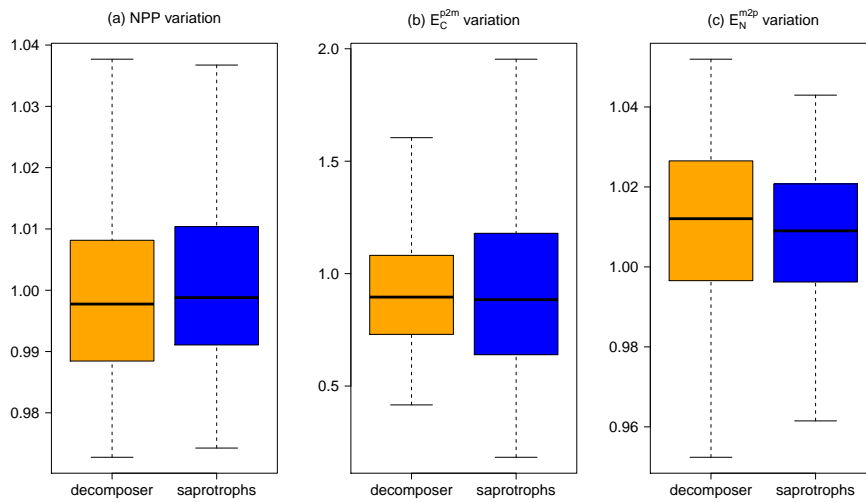 (a) NPP variation
1.04
1.03
1.02
1.01
1.00
0.99
0.98
decomposer saprotrophs
(b) E_C^p2m variation
2.0
1.5
1.0
0.5
decomposer saprotrophs
(c) E_N^m2p variation
1.04
1.02
1.00
0.98
0.96
decomposer saprotrophs